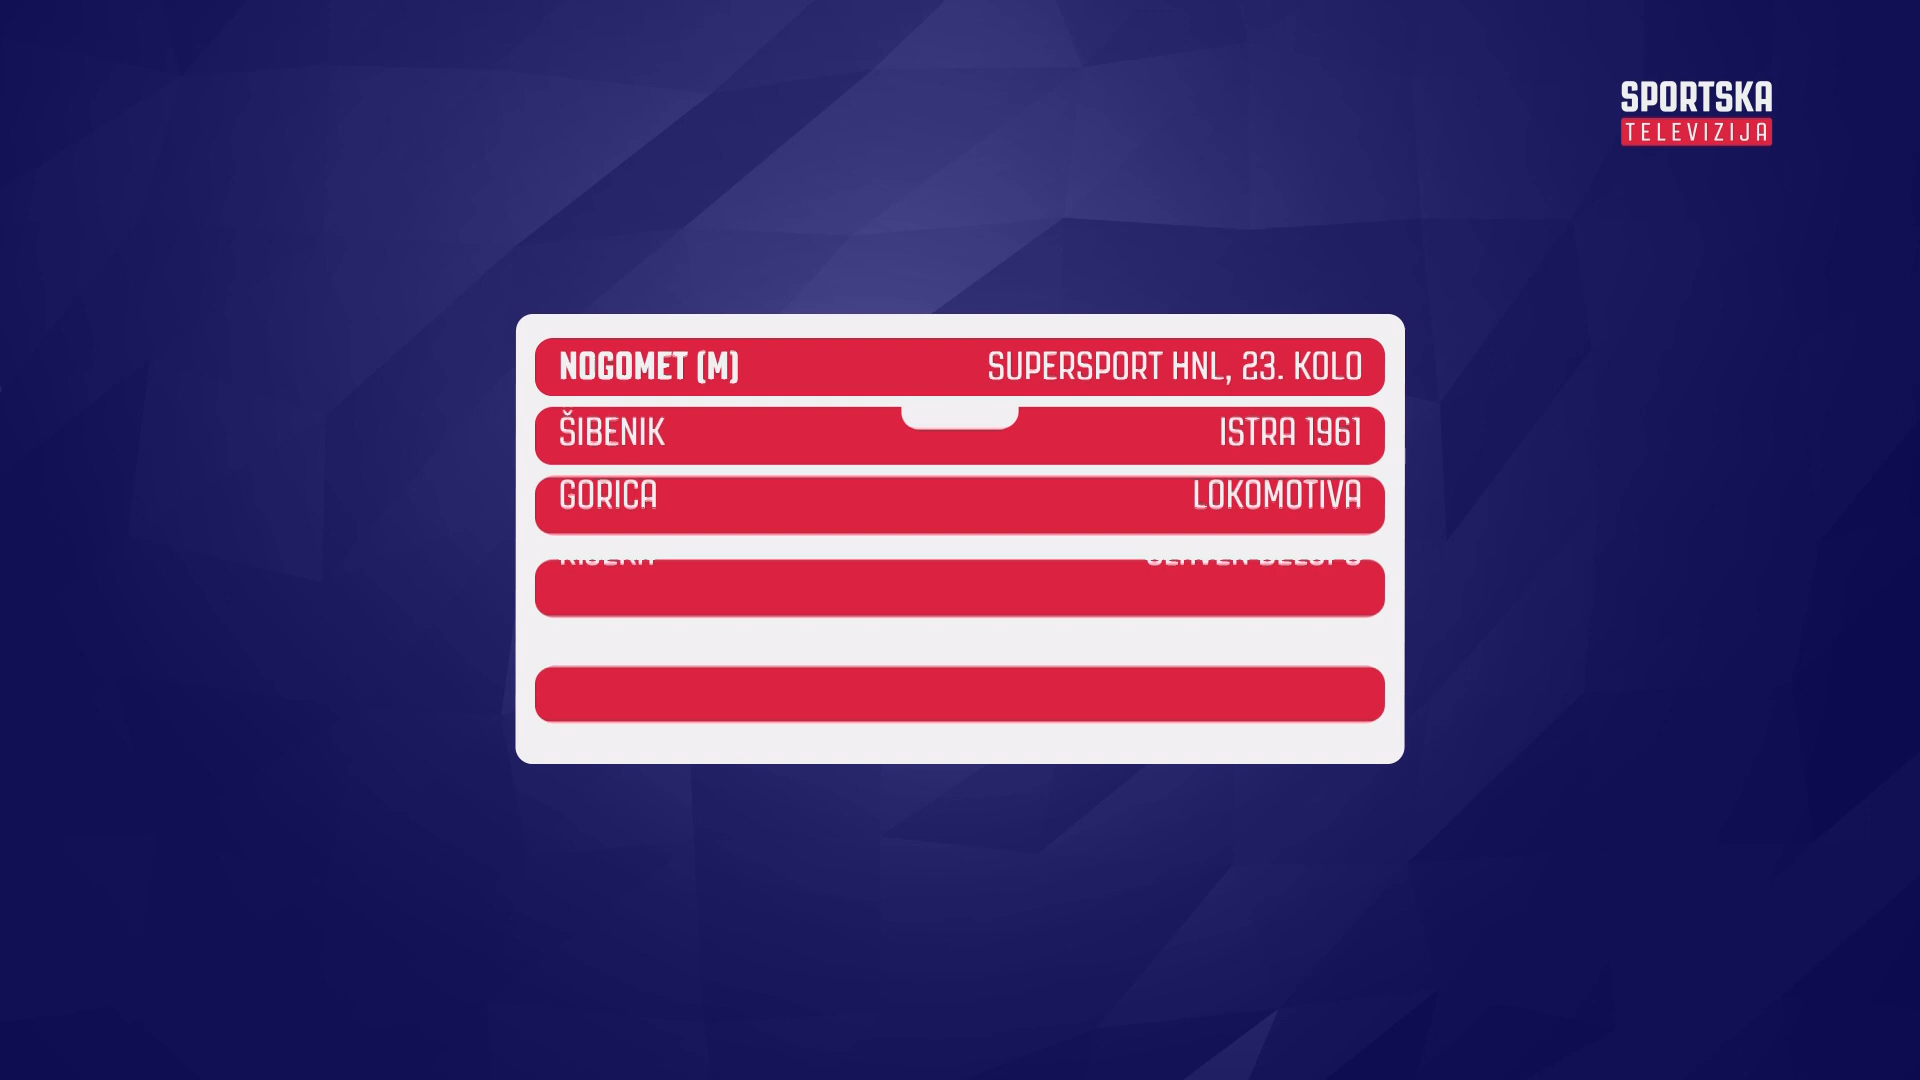 SPORTSKA
TELEVIZIJA
NOGOMET (M) SUPERSPORT HNL, 23. KOLO
ŠIBENIK ISTRA 1961
GORICA LOKOMOTIVA